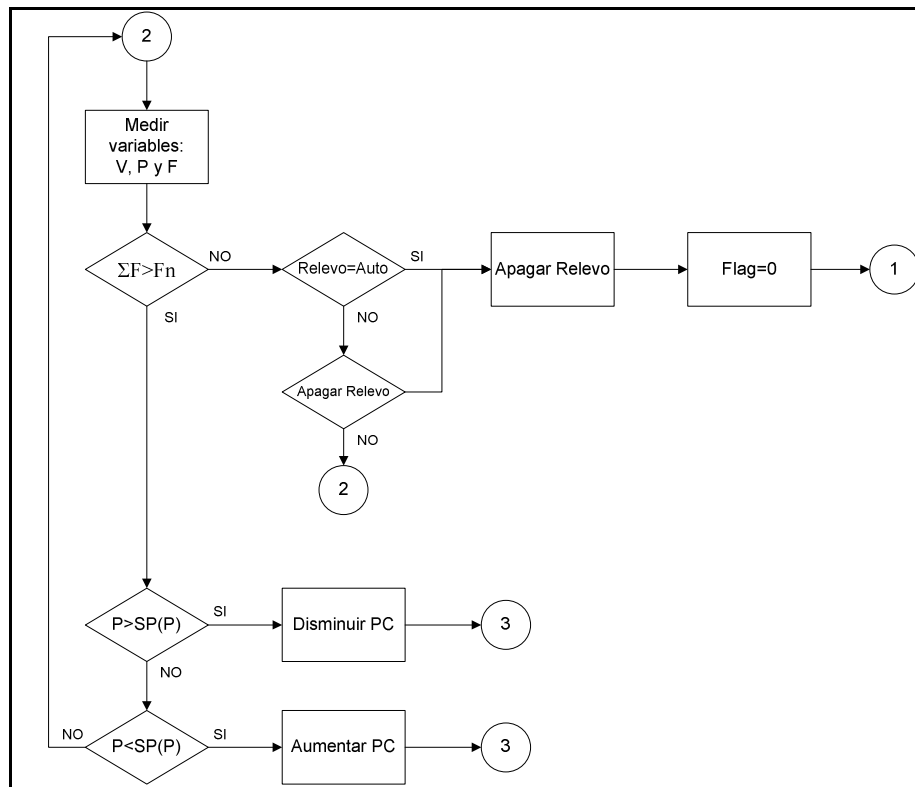 2
Medir
variables:
V, P y F
ΣF>Fn
NO
Relevo=Auto
SI
Apagar Relevo
Flag=0
1
SI
NO
Apagar Relevo
NO
2
P>SP(P)
SI
Disminuir PC
3
NO
NO
P<SP(P)
SI
Aumentar PC
3